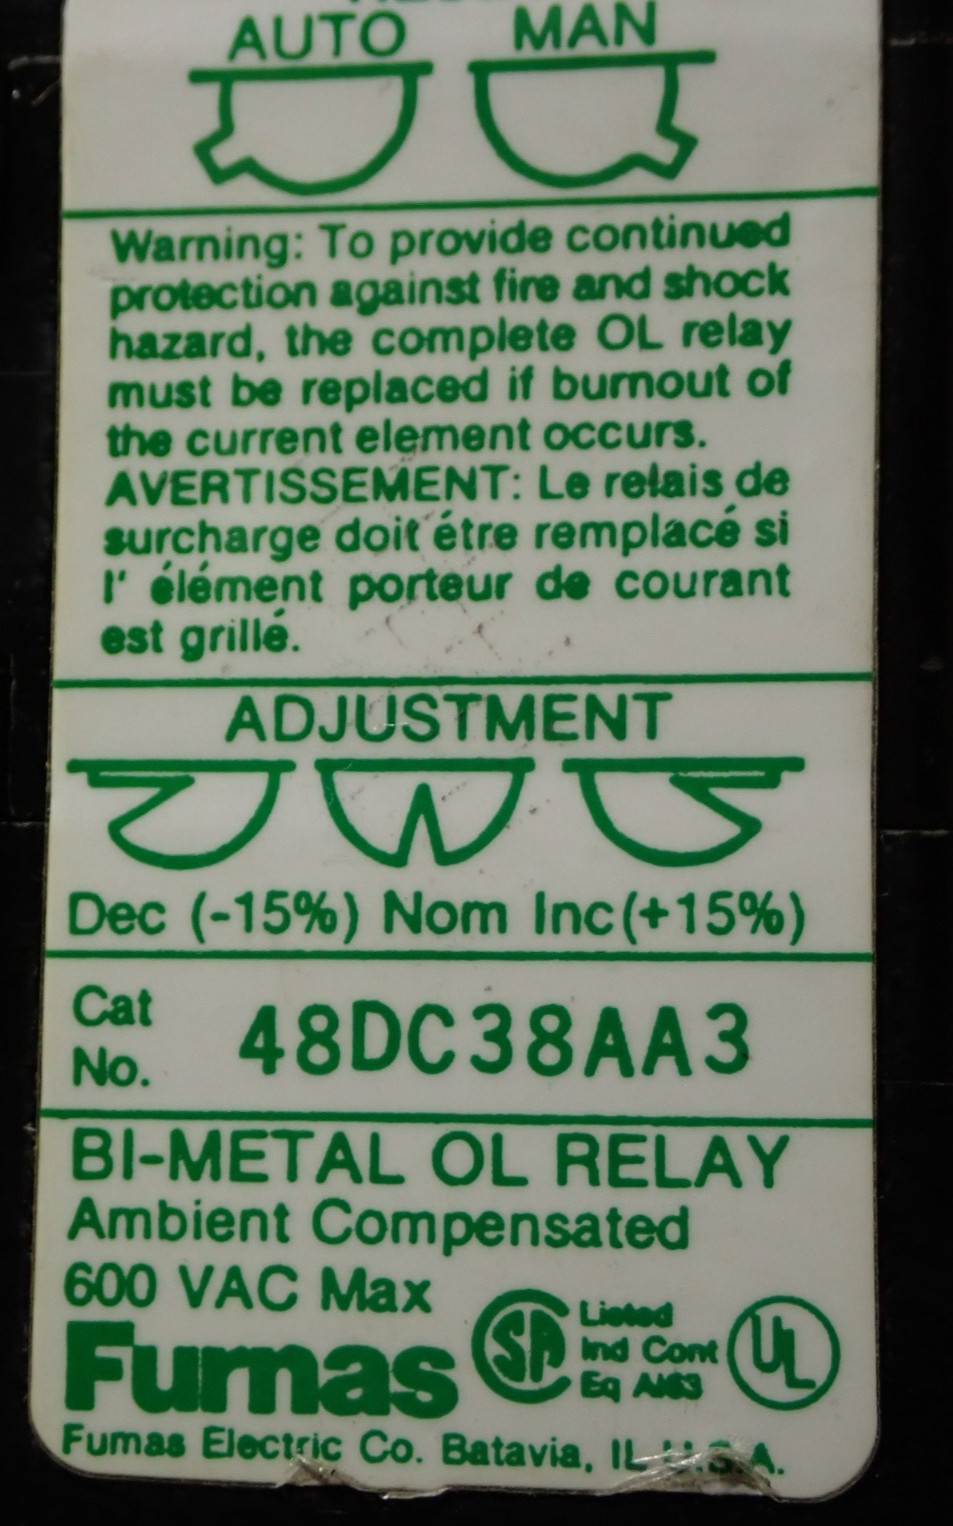 AUTO MAN
Warning: To provide continued
protection against fire and shock
hazard, the complete OL relay
must be replaced if burnout of
the current element occurs.
AVERTISSEMENT: Le relais de
surcharge doit étre remplacé si
l' élément porteur de courant
est grillé.
ADJUSTMENT
Dec (-15%) Nom Inc (+15%)
Cat
No. 48DC38AA3
BI-METAL OL RELAY
Ambient Compensated
600 VAC Max
Furnas
SA
Listed
Ind Cont
Eq
UL
Furnas Electric Co. Batavia, IL U.S.A.